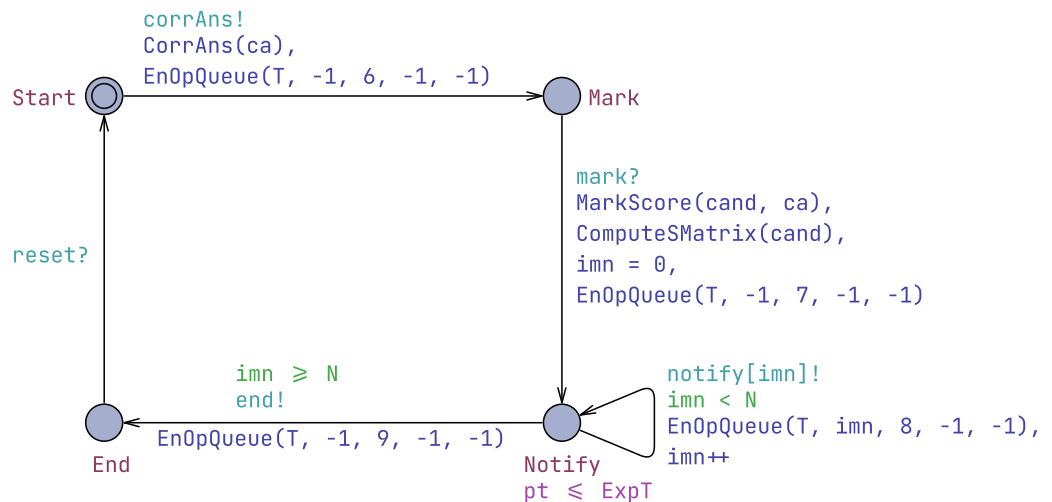 corrAns!
CorrAns(ca),
EnOpQueue(T, -1, 6, -1, -1)
Start
Mark
mark?
MarkScore(cand, ca),
ComputeSMatrix(cand),
imn = 0,
EnOpQueue(T, -1, 7, -1, -1)
reset?
imn ⩾ N
end!
EnOpQueue(T, -1, 9, -1, -1)
notify[imn]!
imn < N
EnOpQueue(T, imn, 8, -1, -1),
imn++
End
Notify
pt ⩽ ExpT